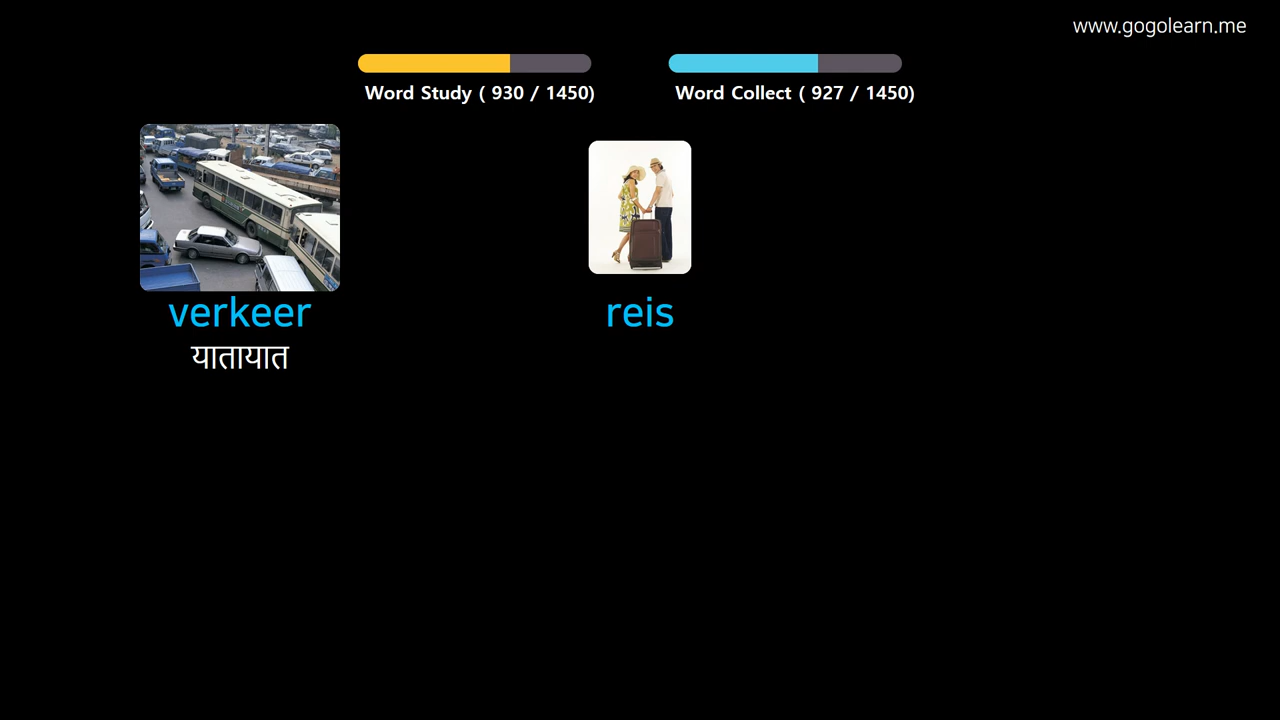 www.gogolearn.me
Word Study ( 930 / 1450)
Word Collect ( 927 / 1450)
verkeer
यातायात
reis